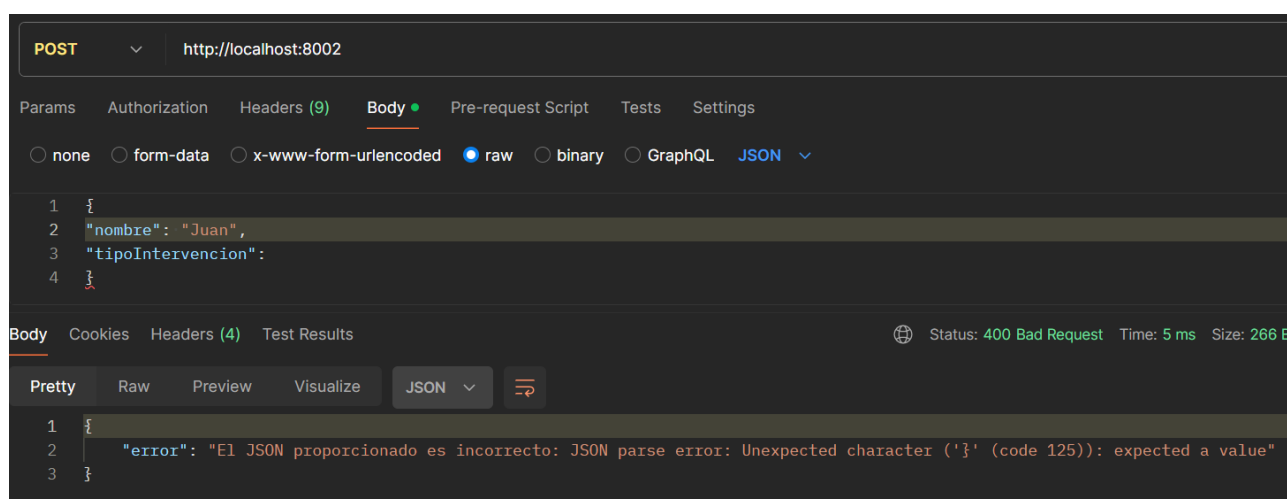 POST http://localhost:8002
Params Authorization Headers (9) Body Pre-request Script Tests Settings
none form-data x-www-form-urlencoded raw binary GraphQL JSON
1 {
2 "nombre": "Juan",
3 "tipoIntervencion":
4 }
Body Cookies Headers (4) Test Results Status: 400 Bad Request Time: 5 ms Size: 266
Pretty Raw Preview Visualize JSON
1 {
2 "error": "El JSON proporcionado es incorrecto: JSON parse error: Unexpected character ('}' (code 125)): expected a value"
3 }